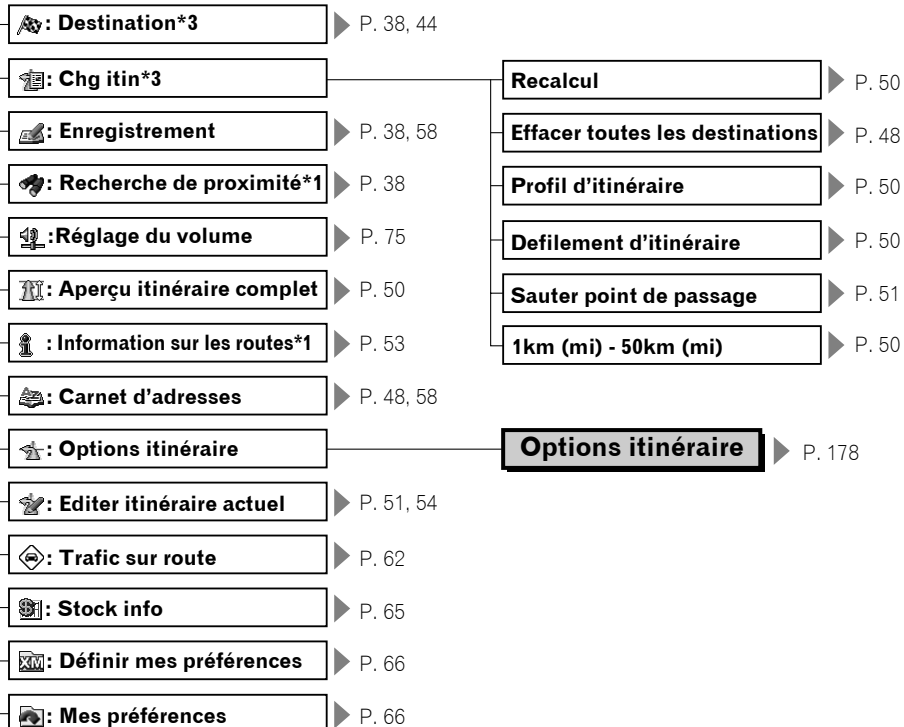 : Destination*3 P. 38, 44
: Chg itin*3
Recalcul P. 50
Effacer toutes les destinations P. 48
Profil d'itinéraire P. 50
Defilement d'itinéraire P. 50
Sauter point de passage P. 51
1km (mi) - 50km (mi) P. 50
: Enregistrement P. 38, 58
: Recherche de proximité*1 P. 38
:Réglage du volume P. 75
: Aperçu itinéraire complet P. 50
: Information sur les routes*1 P. 53
: Carnet d'adresses P. 48, 58
: Options itinéraire
Options itinéraire P. 178
: Editer itinéraire actuel P. 51, 54
: Trafic sur route P. 62
: Stock info P. 65
XM: Définir mes préférences P. 66
: Mes préférences P. 66